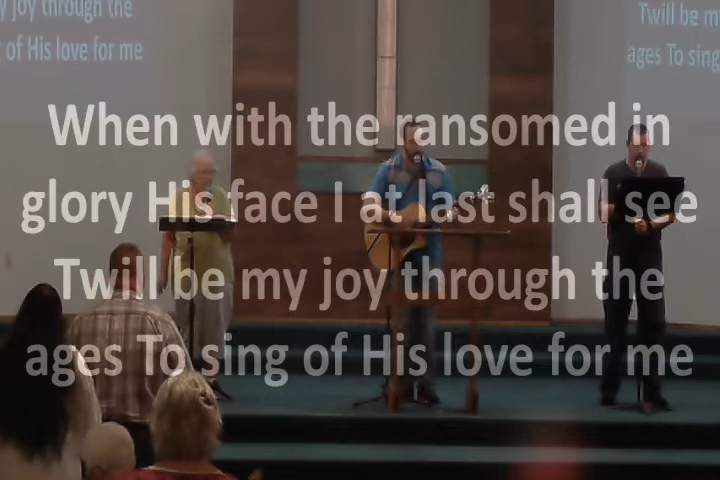 y joy through the
of His love for me
Twill be m
ages To sing
When with the ransomed in
glory His face I at last shall see
Twill be my joy through the
ages To sing of His love for me